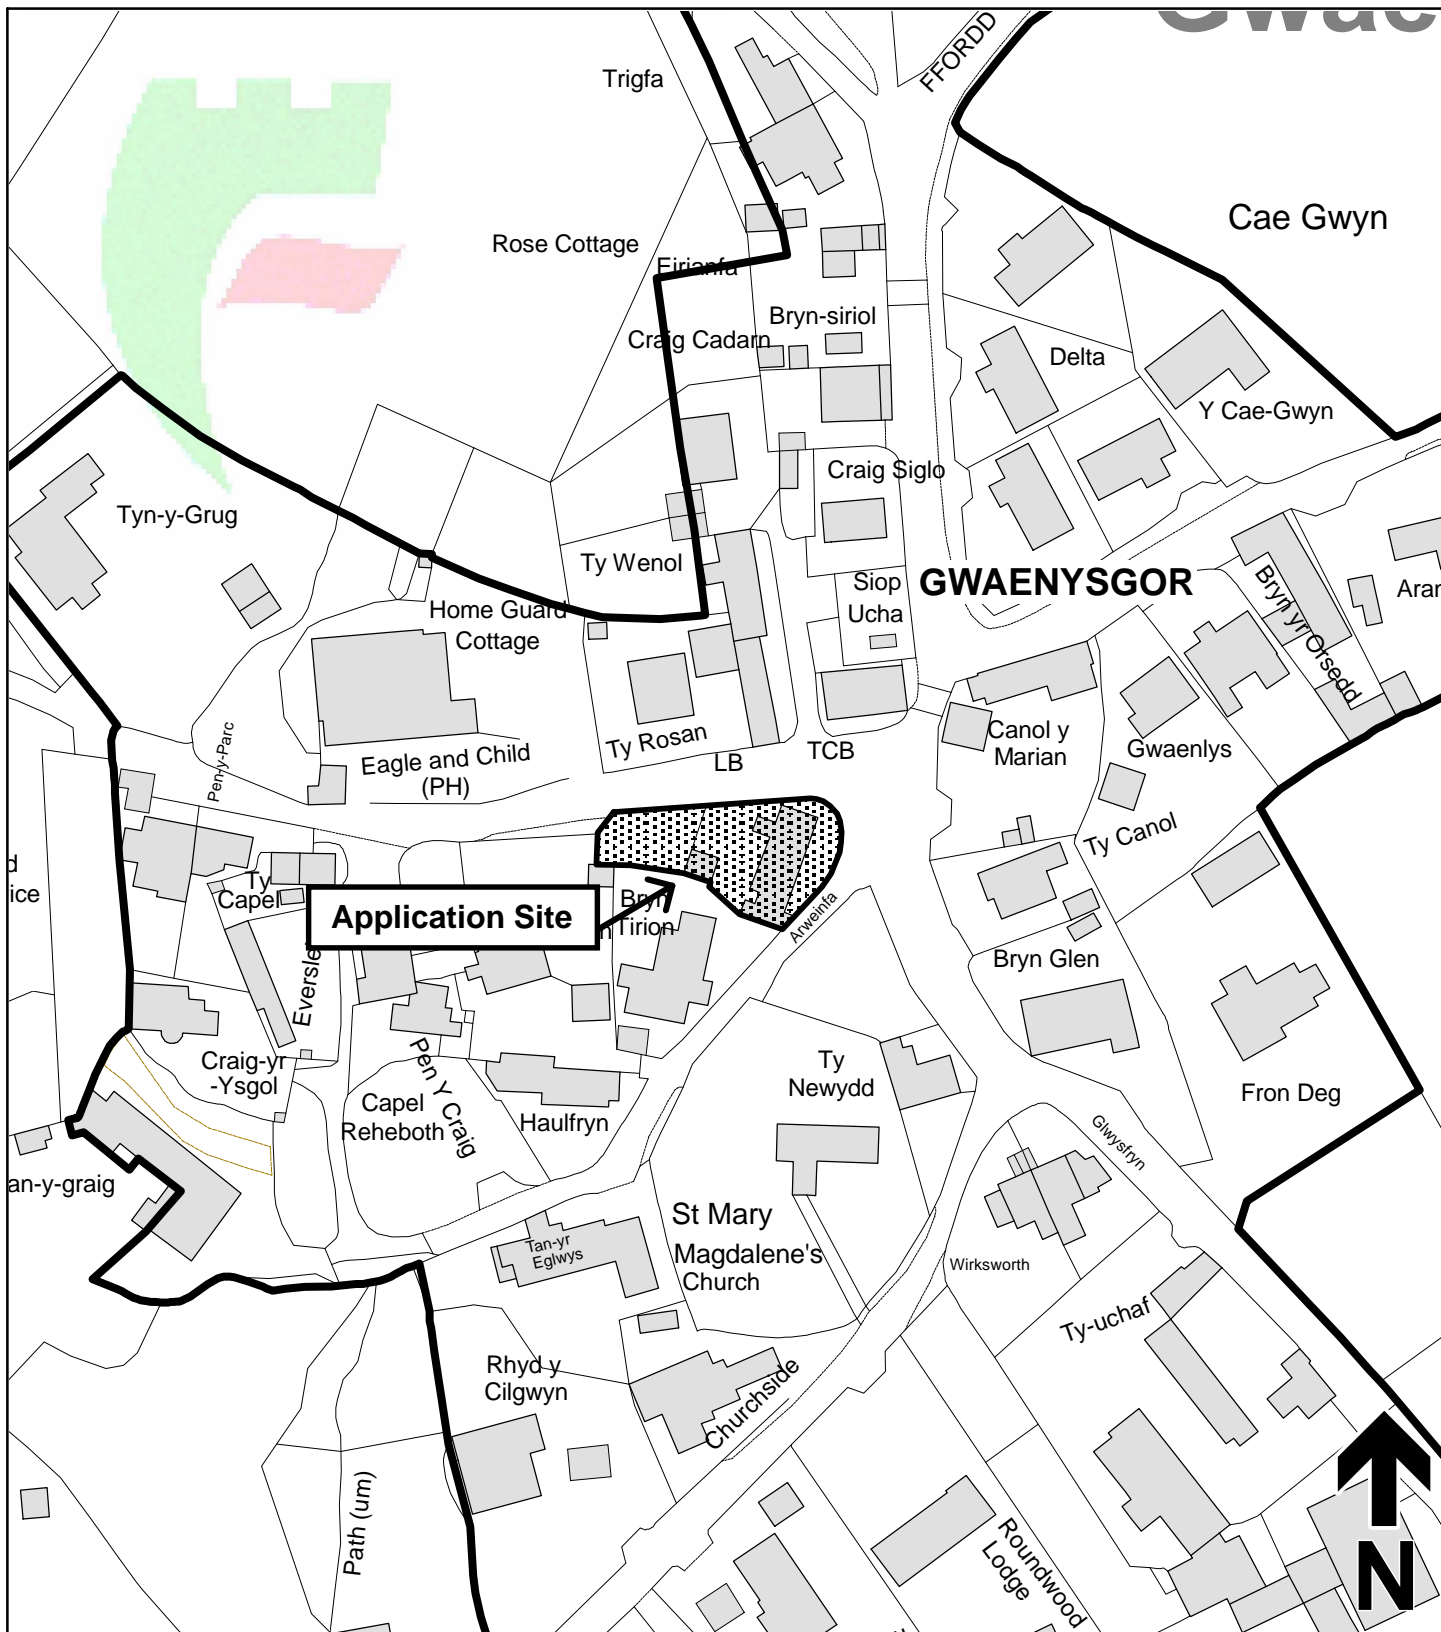 Gwae
FFORDD
Trigfa
Cae Gwyn
Rose Cottage
Eirianfa
Bryn-siriol
Craig Cadarn
Delta
Y Cae-Gwyn
Craig Siglo
Tyn-y-Grug
Ty Wenol
GWAENYSGOR
Siop
Ucha
Bryn yr Orsedd
Aran
Home Guard
Cottage
Ty Rosan
Canol y
Marian
Gwaenlys
Pen-y-Parc
Eagle and Child
(PH)
LB
TCB
Ty Canol
d
ice
Ty
Capel
Application Site
Bryn
Tirion
Arweinfa
Bryn Glen
Craig-yr
-Ysgol
Capel
Reheboth
Pen Y Craig
Haulfryn
Ty
Newydd
Fron Deg
Glwysfryn
an-y-graig
St Mary
Magdalene's
Church
Tan-yr
Eglwys
Wirksworth
Ty-uchaf
Rhyd y
Cilgwyn
Churchside
Path (um)
Roundwood
Lodge
N